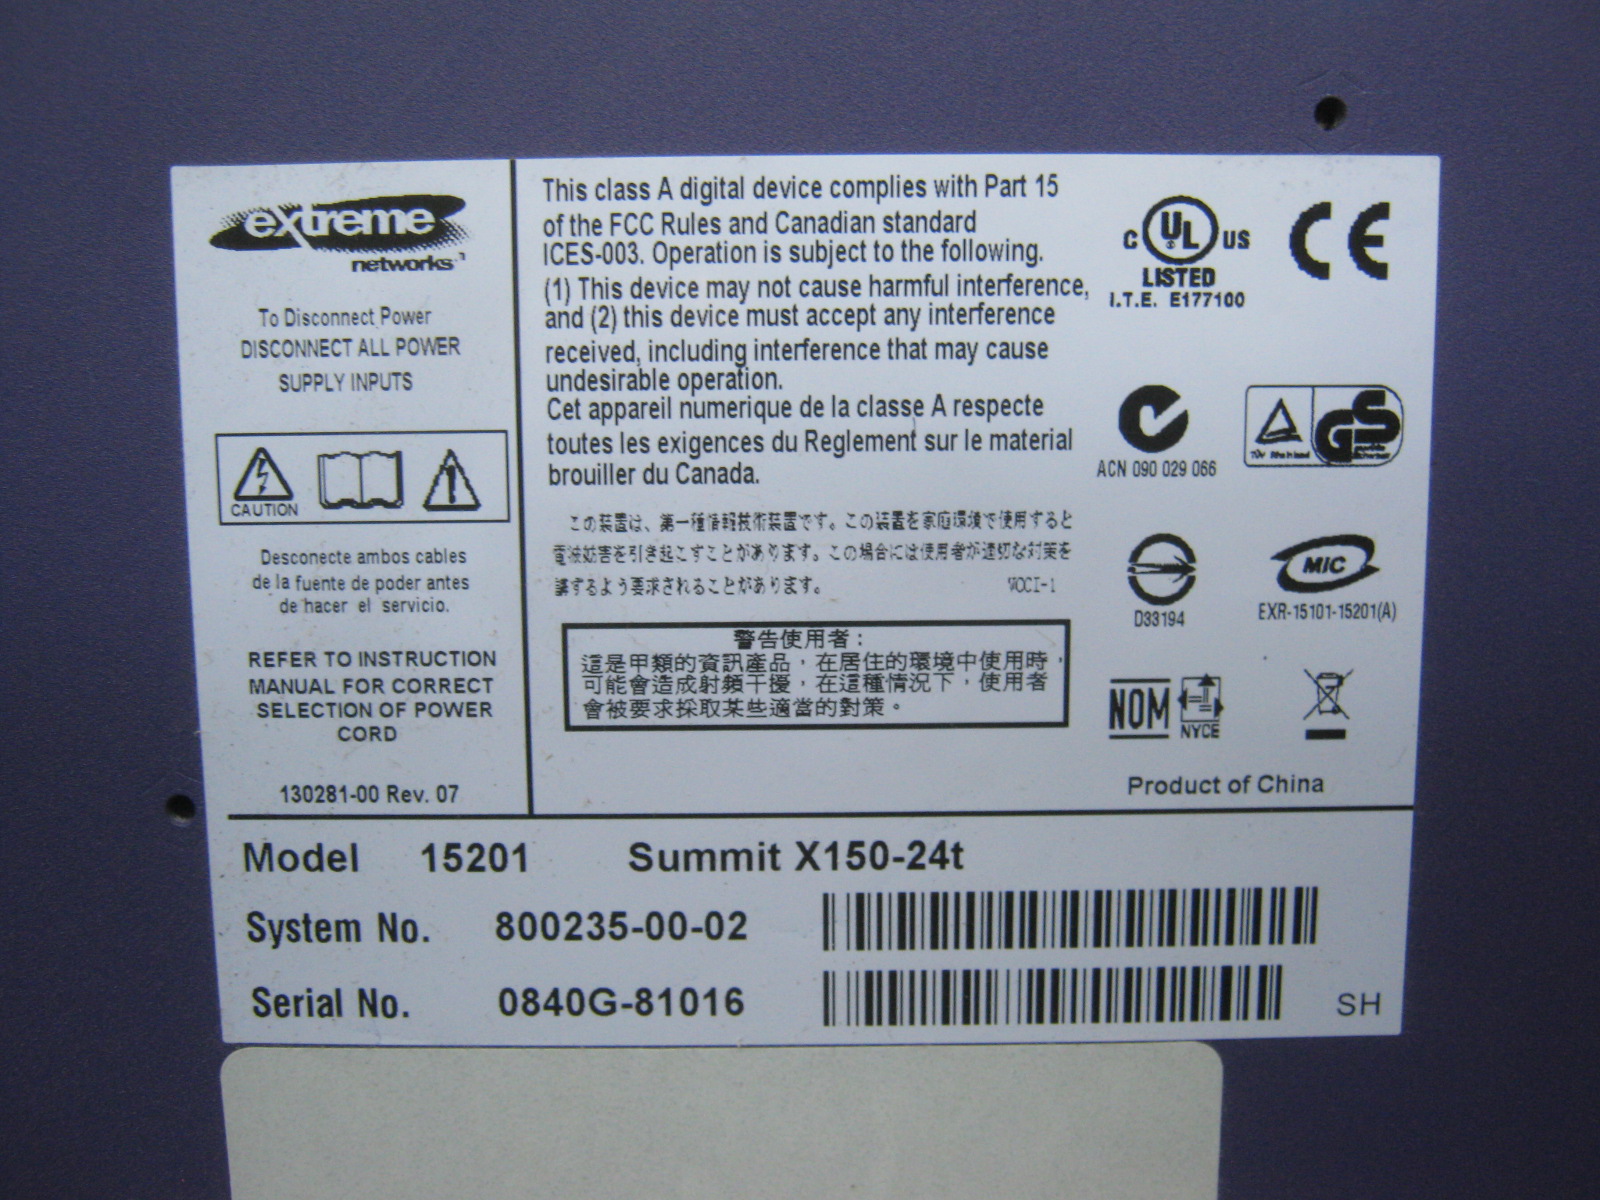 extreme
networks
To Disconnect Power
DISCONNECT ALL POWER
SUPPLY INPUTS
CAUTION
Desconecte ambos cables
de la fuente de poder antes
de hacer el servicio.
REFER TO INSTRUCTION
MANUAL FOR CORRECT
SELECTION OF POWER
CORD
130281-00 Rev. 07
This class A digital device complies with Part 15
of the FCC Rules and Canadian standard
ICES-003. Operation is subject to the following.
(1) This device may not cause harmful interference,
and (2) this device must accept any interference
received, including interference that may cause
undesirable operation.
Cet appareil numerique de la classe A respecte
toutes les exigences du Reglement sur le material
brouiller du Canada.
この装置は、第一種情報技術装置です。この装置を家庭環境で使用すると
電波妨害を引き起こすことがあります。この場合には使用者が適切な対策を
講するよう要求されることがあります。 VCCI-1
警告使用者：
這是甲類的資訊產品，在居住的環境中使用時，
可能會造成射頻干擾，在這種情況下，使用者
會被要求採取某些適當的對策。
C UL US
LISTED
I.T.E. E177100
CE
ACN 090 029 066
TÜV Rheinland
GS
D33194
MIC
EXR-15101-15201(A)
NOM
NYCE
Product of China
Model 15201 Summit X150-24t
System No. 800235-00-02
Serial No. 0840G-81016
SH